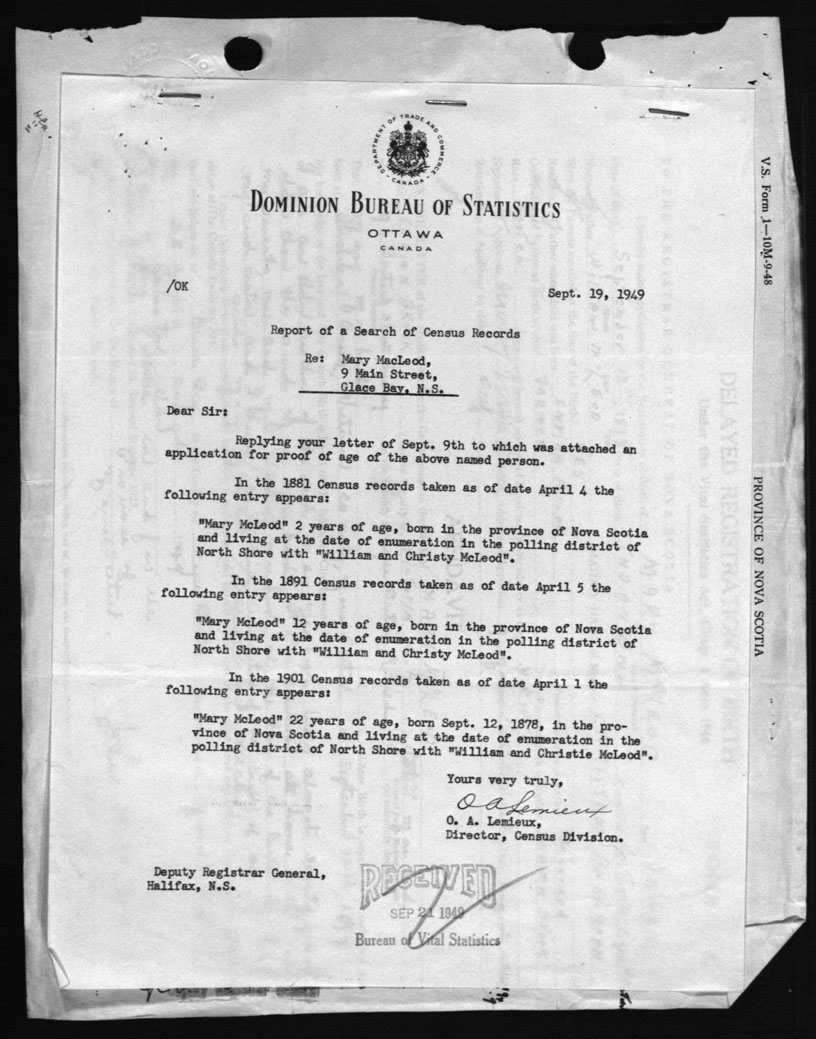 DEPARTMENT OF TRADE AND COMMERCE
CANADA
DOMINION BUREAU OF STATISTICS
OTTAWA
CANADA
/OK
Sept. 19, 1949
Report of a Search of Census Records
Re: Mary MacLeod,
9 Main Street,
Glace Bay, N.S.
Dear Sir:
Replying your letter of Sept. 9th to which was attached an
application for proof of age of the above named person.
In the 1881 Census records taken as of date April 4 the
following entry appears:
"Mary McLeod" 2 years of age, born in the province of Nova Scotia
and living at the date of enumeration in the polling district of
North Shore with "William and Christy McLeod".
In the 1891 Census records taken as of date April 5 the
following entry appears:
"Mary McLeod" 12 years of age, born in the province of Nova Scotia
and living at the date of enumeration in the polling district of
North Shore with "William and Christy McLeod".
In the 1901 Census records taken as of date April 1 the
following entry appears:
"Mary McLeod" 22 years of age, born Sept. 12, 1878, in the pro-
vince of Nova Scotia and living at the date of enumeration in the
polling district of North Shore with "William and Christie McLeod".
Yours very truly,
O A Lemieux
O. A. Lemieux,
Director, Census Division.
Deputy Registrar General,
Halifax, N.S.
RECEIVED
SEP 21 1949
Bureau of Vital Statistics
V.S. Form 1—10M-9-48
PROVINCE OF NOVA SCOTIA